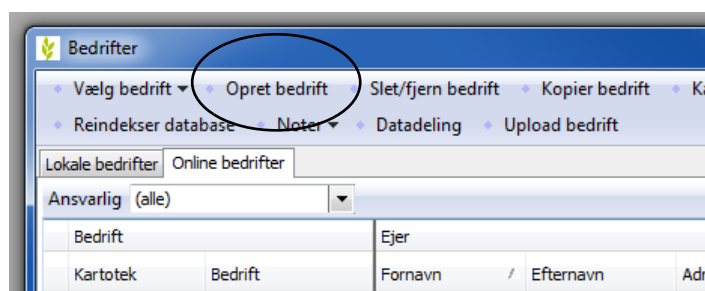 Bedrifter
Vælg bedrift Opret bedrift Slet/fjern bedrift Kopier bedrift
Reindekser database Noter Datadeling Upload bedrift
Lokale bedrifter Online bedrifter
Ansvarlig (alle)
Bedrift Ejer
Kartotek Bedrift Fornavn / Efternavn